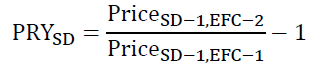 PRY_SD = Price_SD−1,EFC−2 / Price_SD−1,EFC−1 − 1